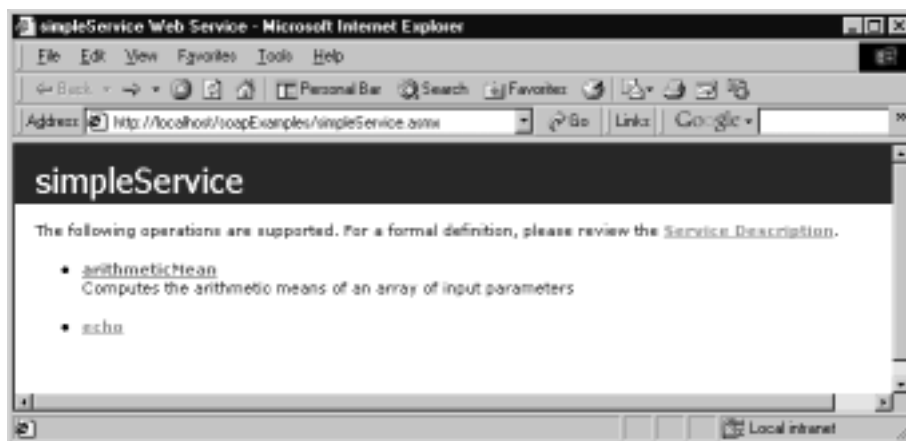 simpleService Web Service - Microsoft Internet Explorer
File Edit View Favorites Tools Help
Back Personal Bar Search Favorites
Address http://localhost/soapExamples/simpleService.asmx Go Links Google
simpleService
The following operations are supported. For a formal definition, please review the Service Description.
arithmeticMean
Computes the arithmetic means of an array of input parameters
echo
Local intranet